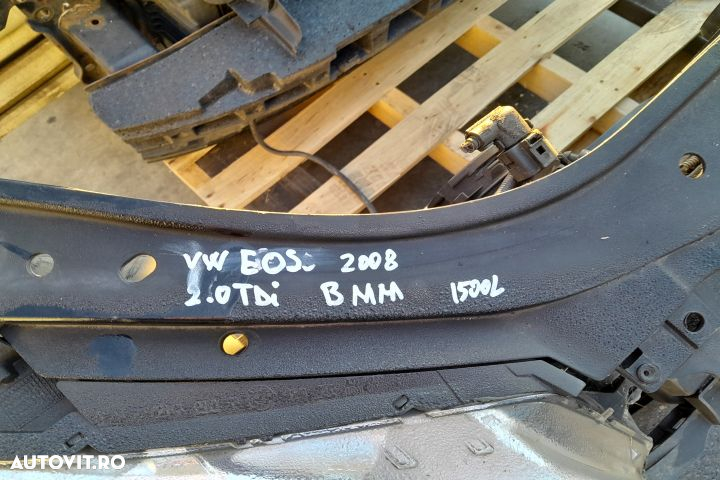 VW EOS. 2008
2.0TDi BMM 1500L
AUTOVIT.RO